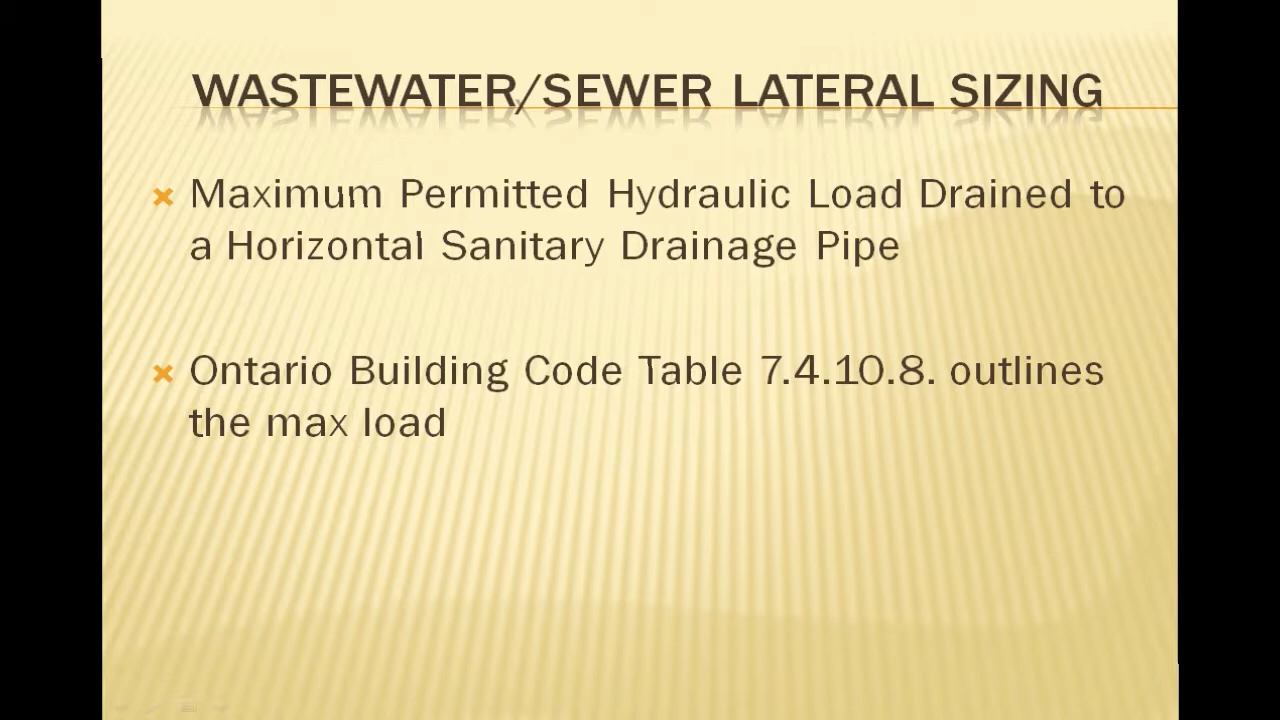 WASTEWATER/SEWER LATERAL SIZING
Maximum Permitted Hydraulic Load Drained to
a Horizontal Sanitary Drainage Pipe
Ontario Building Code Table 7.4.10.8. outlines
the max load